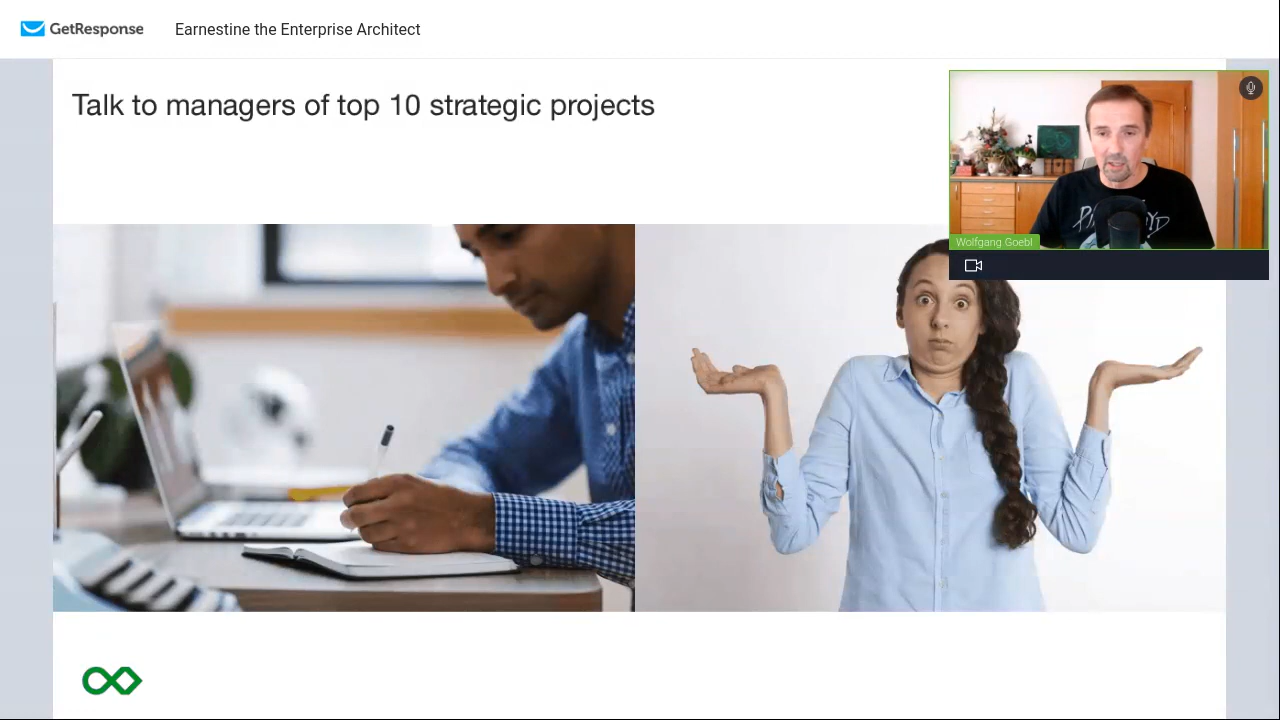 GetResponse
Earnestine the Enterprise Architect
Talk to managers of top 10 strategic projects
Wolfgang Goebl